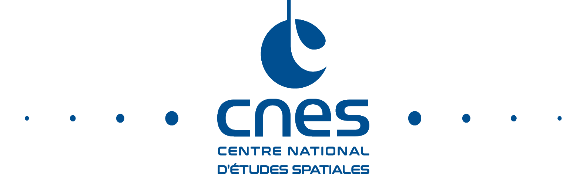 cnes
CENTRE NATIONAL
D'ÉTUDES SPATIALES